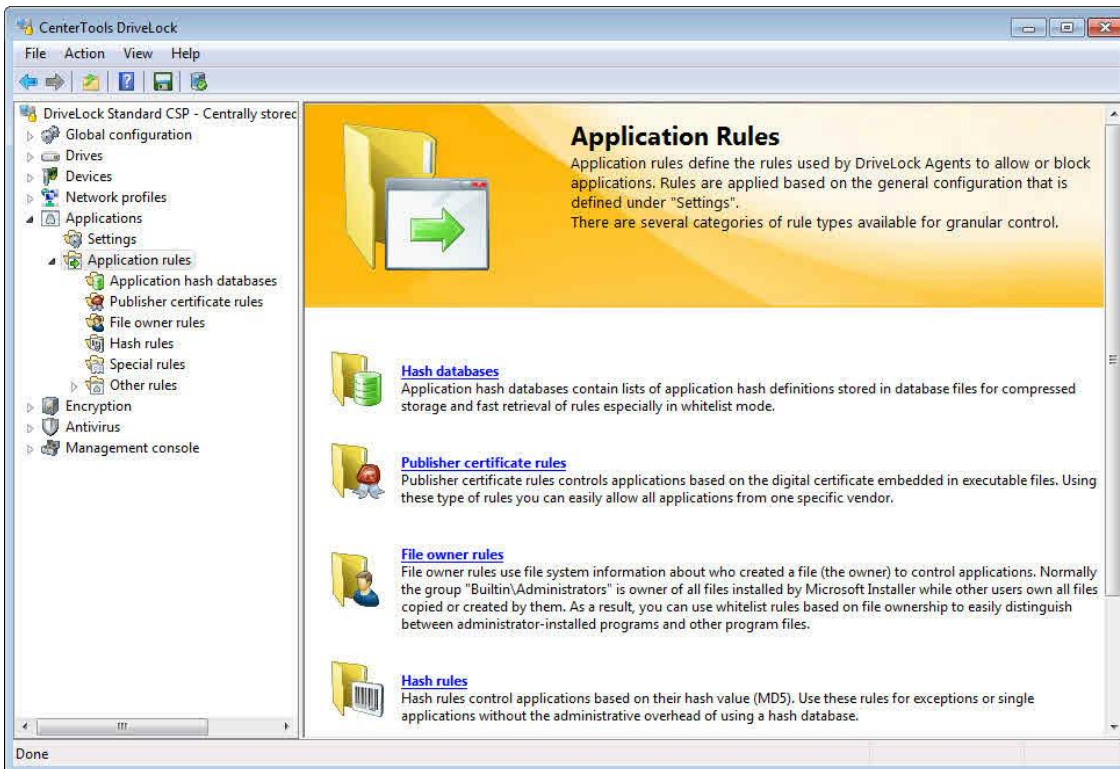 CenterTools DriveLock
File Action View Help
DriveLock Standard CSP - Centrally storec
Global configuration
Drives
Devices
Network profiles
Applications
Settings
Application rules
Application hash databases
Publisher certificate rules
File owner rules
Hash rules
Special rules
Other rules
Encryption
Antivirus
Management console
Application Rules
Application rules define the rules used by DriveLock Agents to allow or block
applications. Rules are applied based on the general configuration that is
defined under "Settings".
There are several categories of rule types available for granular control.
Hash databases
Application hash databases contain lists of application hash definitions stored in database files for compressed
storage and fast retrieval of rules especially in whitelist mode.
Publisher certificate rules
Publisher certificate rules controls applications based on the digital certificate embedded in executable files. Using
these type of rules you can easily allow all applications from one specific vendor.
File owner rules
File owner rules use file system information about who created a file (the owner) to control applications. Normally
the group "Builtin\Administrators" is owner of all files installed by Microsoft Installer while other users own all files
copied or created by them. As a result, you can use whitelist rules based on file ownership to easily distinguish
between administrator-installed programs and other program files.
Hash rules
Hash rules control applications based on their hash value (MD5). Use these rules for exceptions or single
applications without the administrative overhead of using a hash database.
Done